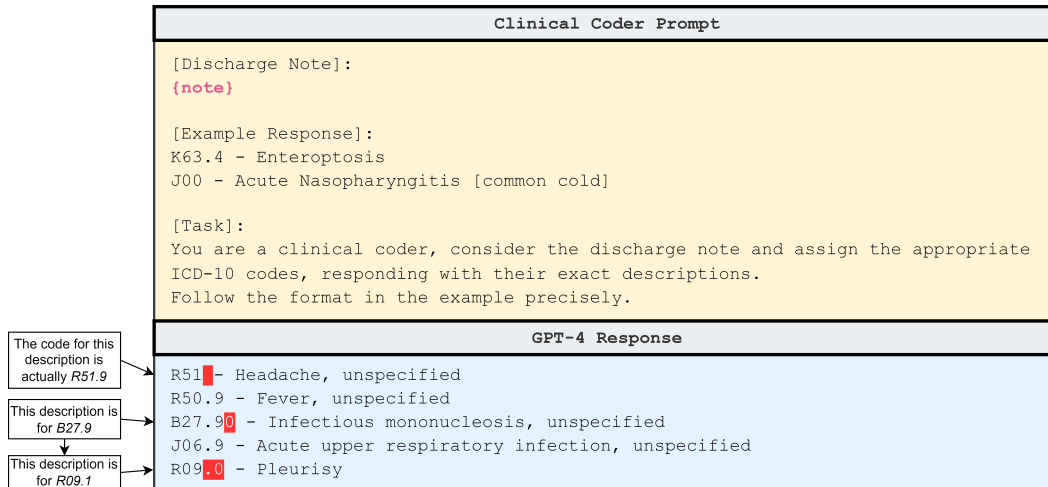 Clinical Coder Prompt
[Discharge Note]:
{note}
[Example Response]:
K63.4 - Enteroptosis
J00 - Acute Nasopharyngitis [common cold]
[Task]:
You are a clinical coder, consider the discharge note and assign the appropriate
ICD-10 codes, responding with their exact descriptions.
Follow the format in the example precisely.
GPT-4 Response
The code for this
description is
actually R51.9
R51 - Headache, unspecified
R50.9 - Fever, unspecified
This description is
for B27.9
B27.90 - Infectious mononucleosis, unspecified
J06.9 - Acute upper respiratory infection, unspecified
This description is
for R09.1
R09.0 - Pleurisy